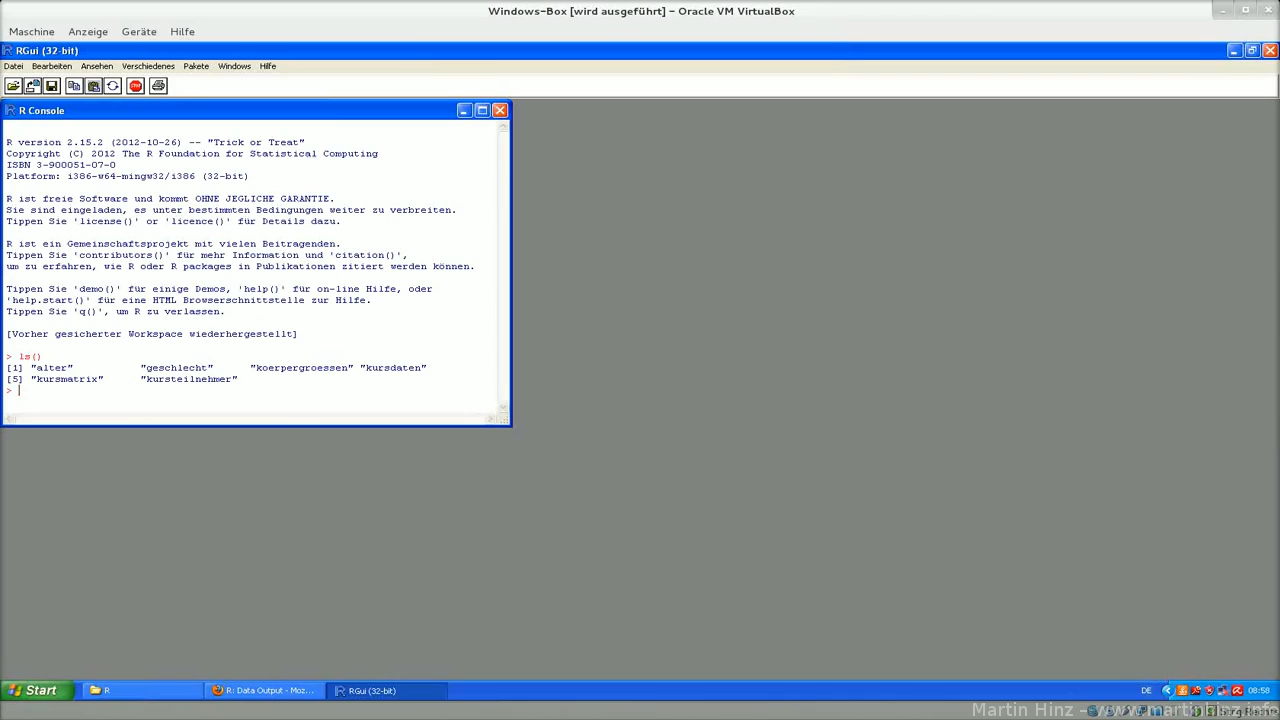 Windows-Box [wird ausgeführt] – Oracle VM VirtualBox
Maschine Anzeige Geräte Hilfe
RGui (32-bit)
Datei Bearbeiten Ansehen Verschiedenes Pakete Windows Hilfe
STOP
R Console
R version 2.15.2 (2012-10-26) -- "Trick or Treat"
Copyright (C) 2012 The R Foundation for Statistical Computing
ISBN 3-900051-07-0
Platform: i386-w64-mingw32/i386 (32-bit)
R ist freie Software und kommt OHNE JEGLICHE GARANTIE.
Sie sind eingeladen, es unter bestimmten Bedingungen weiter zu verbreiten.
Tippen Sie 'license()' or 'licence()' für Details dazu.
R ist ein Gemeinschaftsprojekt mit vielen Beitragenden.
Tippen Sie 'contributors()' für mehr Information und 'citation()',
um zu erfahren, wie R oder R packages in Publikationen zitiert werden können.
Tippen Sie 'demo()' für einige Demos, 'help()' für on-line Hilfe, oder
'help.start()' für eine HTML Browserschnittstelle zur Hilfe.
Tippen Sie 'q()', um R zu verlassen.
[Vorher gesicherter Workspace wiederhergestellt]
> ls()
[1] "alter" "geschlecht" "koerpergroessen" "kursdaten"
[5] "kursmatrix" "kursteilnehmer"
>
Start R R: Data Output - Moz... RGui (32-bit) DE 08:58
Martin Hinz - www.martinhinz.info